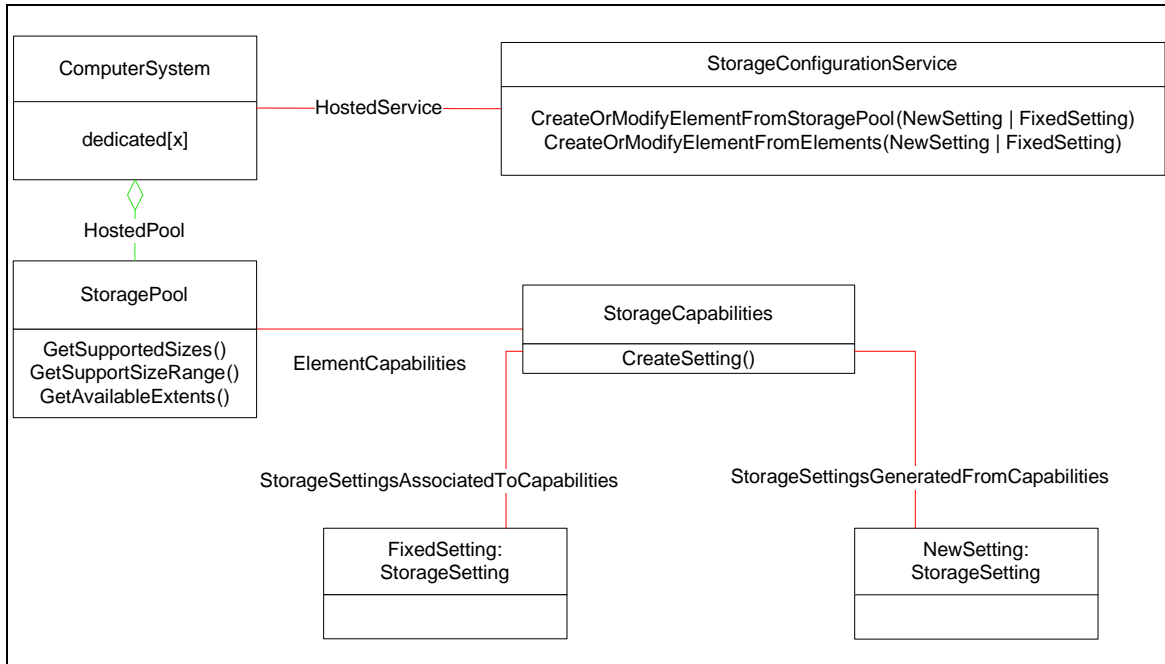 ComputerSystem
dedicated[x]
HostedService
StorageConfigurationService
CreateOrModifyElementFromStoragePool(NewSetting | FixedSetting)
CreateOrModifyElementFromElements(NewSetting | FixedSetting)
HostedPool
StoragePool
GetSupportedSizes()
GetSupportSizeRange()
GetAvailableExtents()
ElementCapabilities
StorageCapabilities
CreateSetting()
StorageSettingsAssociatedToCapabilities
StorageSettingsGeneratedFromCapabilities
FixedSetting:
StorageSetting
NewSetting:
StorageSetting